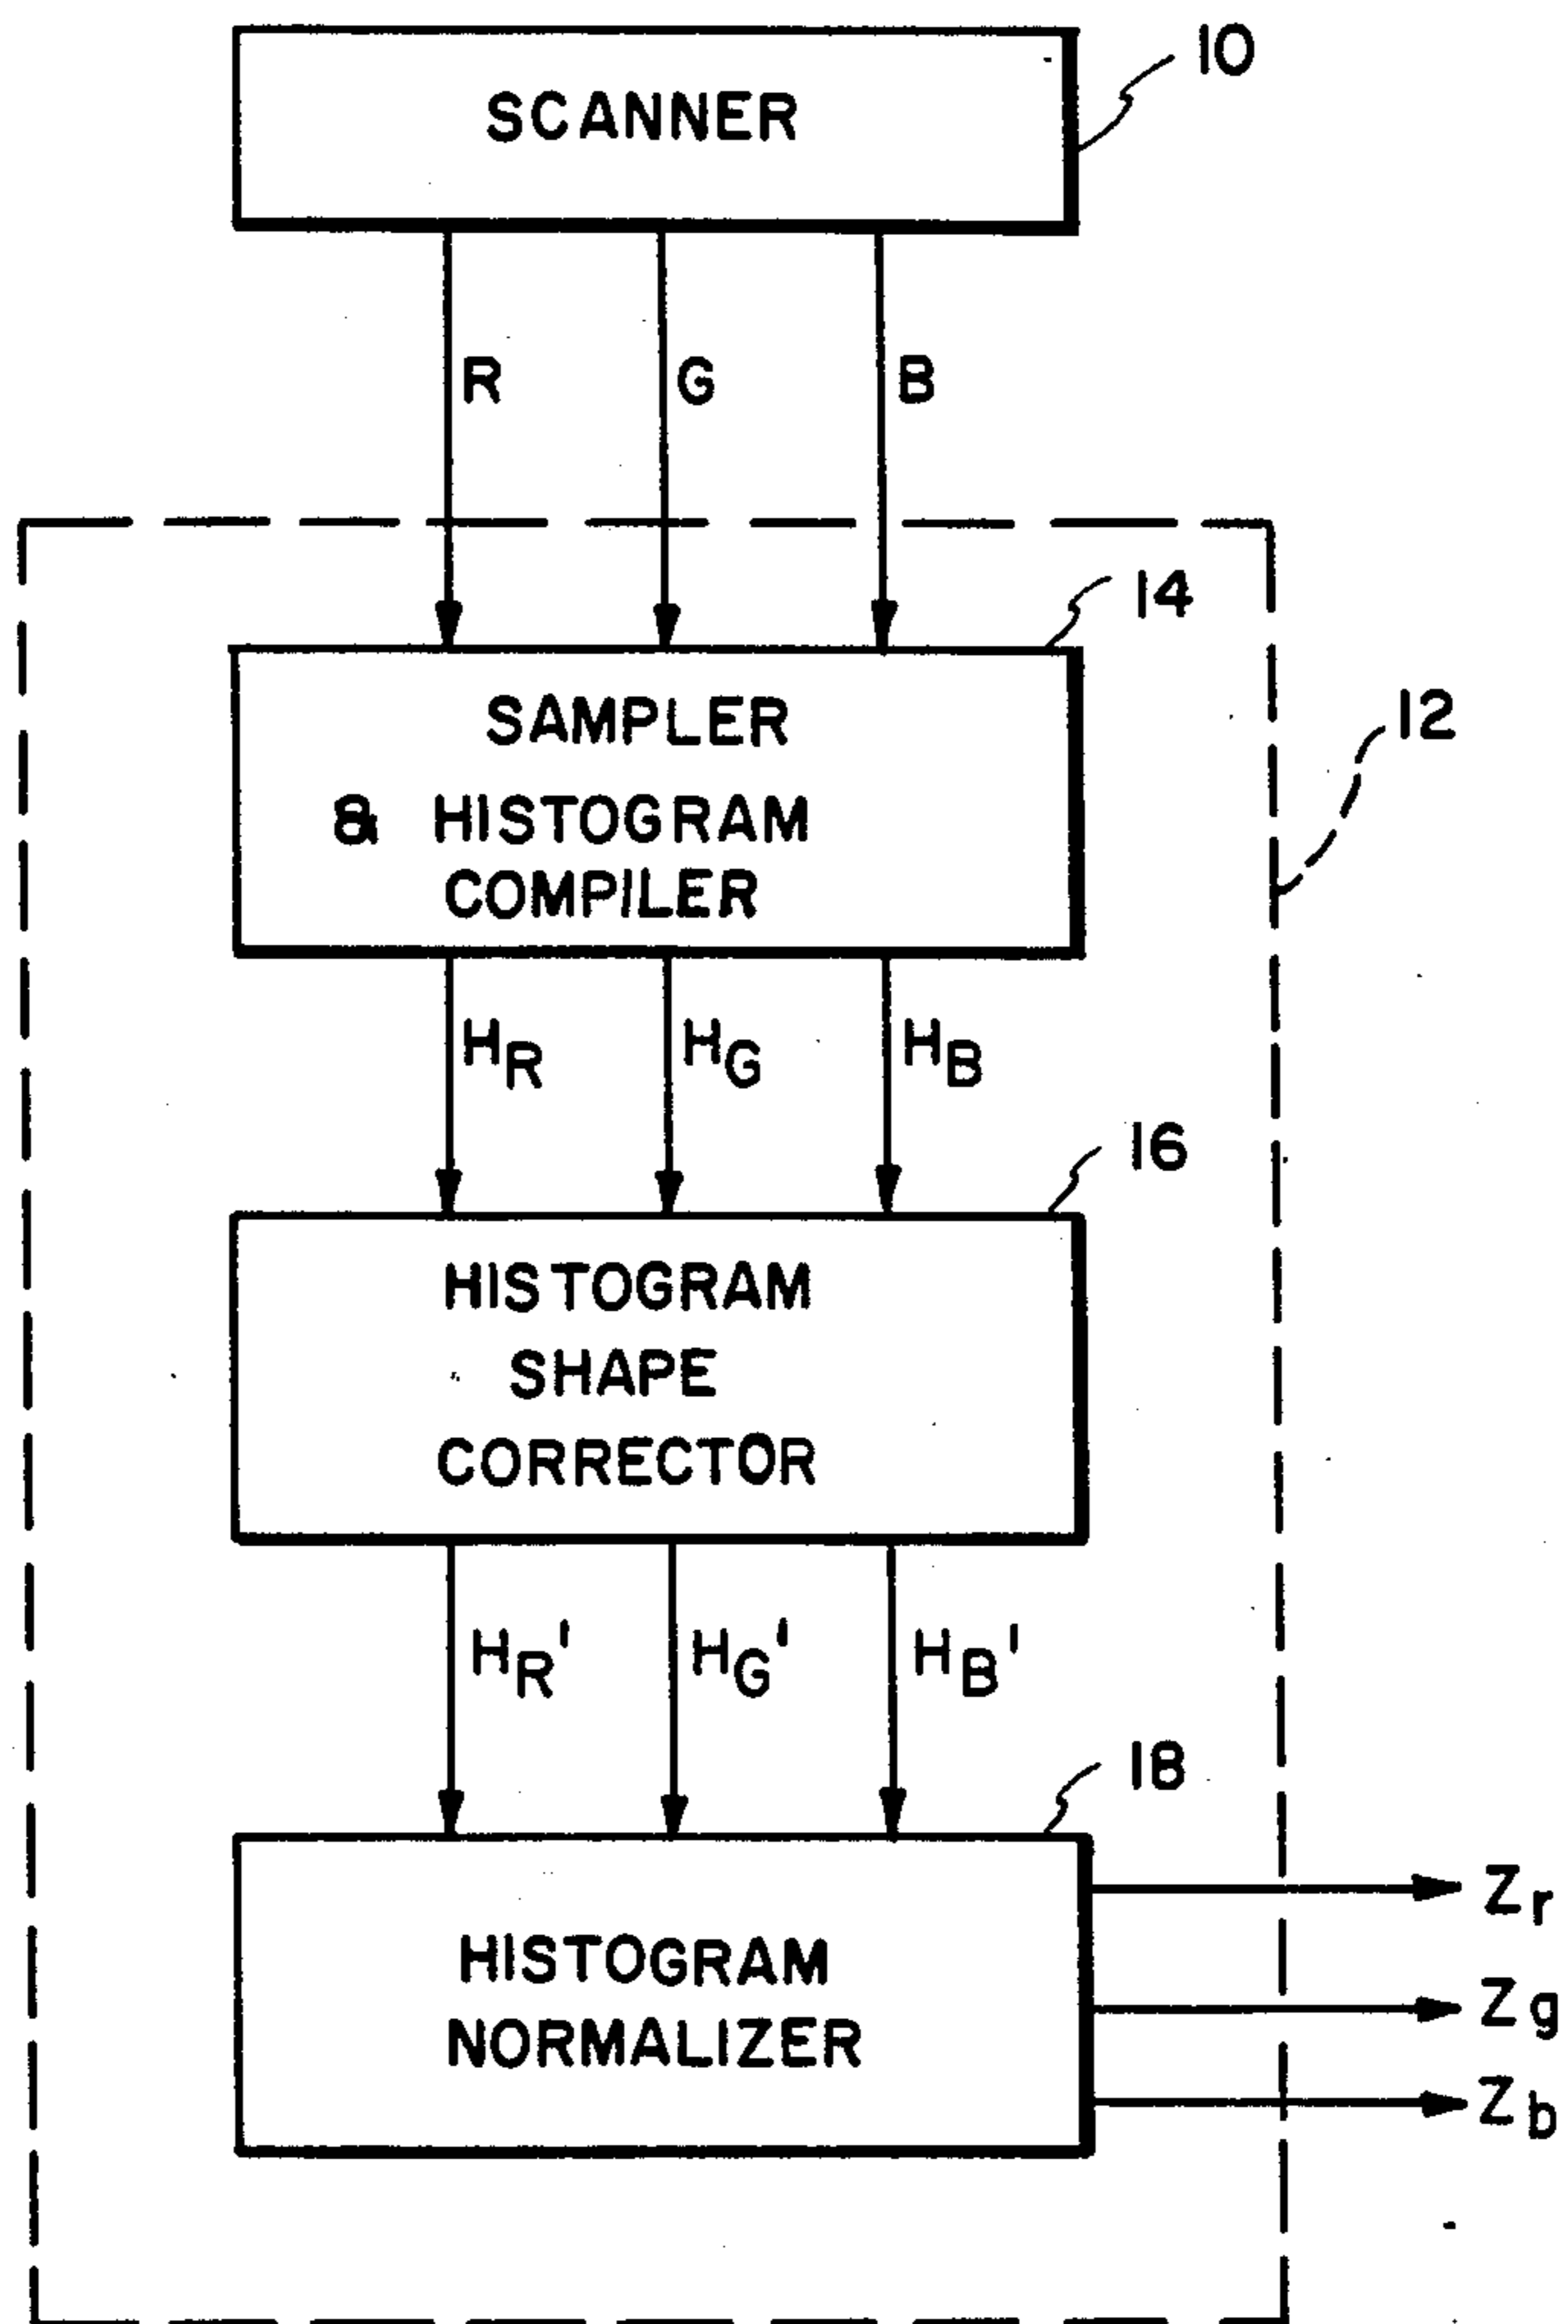 10
SCANNER
R G B
14
12
SAMPLER
& HISTOGRAM
COMPILER
HR HG HB
16
HISTOGRAM
SHAPE
CORRECTOR
HR' HG' HB'
18
HISTOGRAM
NORMALIZER
Zr
Zg
Zb